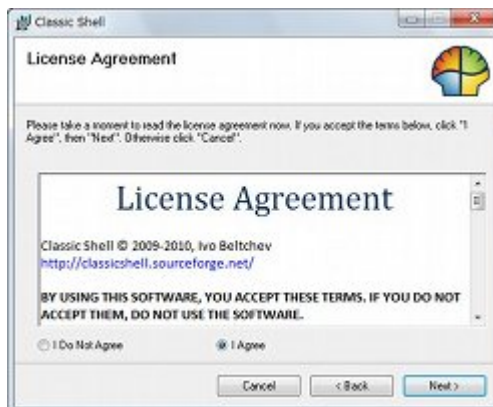 Classic Shell
License Agreement
Please take a moment to read the license agreement now. If you accept the terms below, click "I
Agree", then "Next". Otherwise click "Cancel".
License Agreement
Classic Shell © 2009-2010, Ivo Beltchev
http://classicshell.sourceforge.net/
BY USING THIS SOFTWARE, YOU ACCEPT THESE TERMS. IF YOU DO NOT
ACCEPT THEM, DO NOT USE THE SOFTWARE.
I Do Not Agree I Agree
Cancel < Back Next >